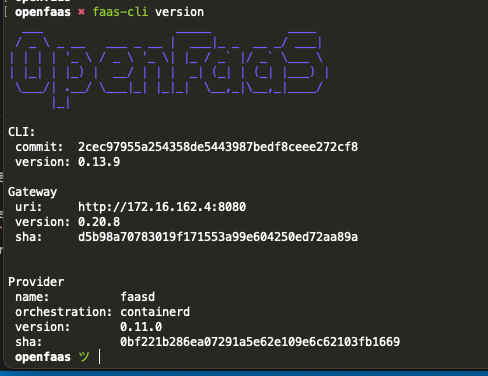 openfaas ✖ faas-cli version
OpenFaaS
CLI:
commit: 2cec97955a254358de5443987bedf8ceee272cf8
version: 0.13.9
Gateway
uri: http://172.16.162.4:8080
version: 0.20.8
sha: d5b98a70783019f171553a99e604250ed72aa89a
Provider
name: faasd
orchestration: containerd
version: 0.11.0
sha: 0bf221b286ea07291a5e62e109e6c62103fb1669
openfaas ツ